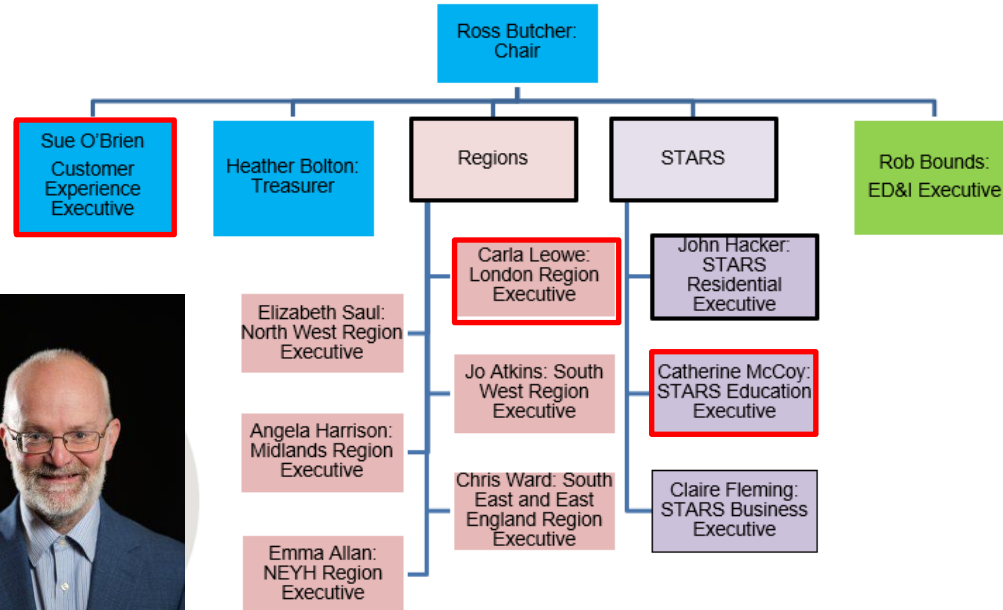 Ross Butcher:
Chair
Sue O'Brien
Customer
Experience
Executive
Heather Bolton:
Treasurer
Regions
STARS
Rob Bounds:
ED&I Executive
Carla Leowe:
London Region
Executive
Elizabeth Saul:
North West Region
Executive
Jo Atkins: South
West Region
Executive
Angela Harrison:
Midlands Region
Executive
Chris Ward: South
East and East
England Region
Executive
Emma Allan:
NEYH Region
Executive
John Hacker:
STARS
Residential
Executive
Catherine McCoy:
STARS Education
Executive
Claire Fleming:
STARS Business
Executive